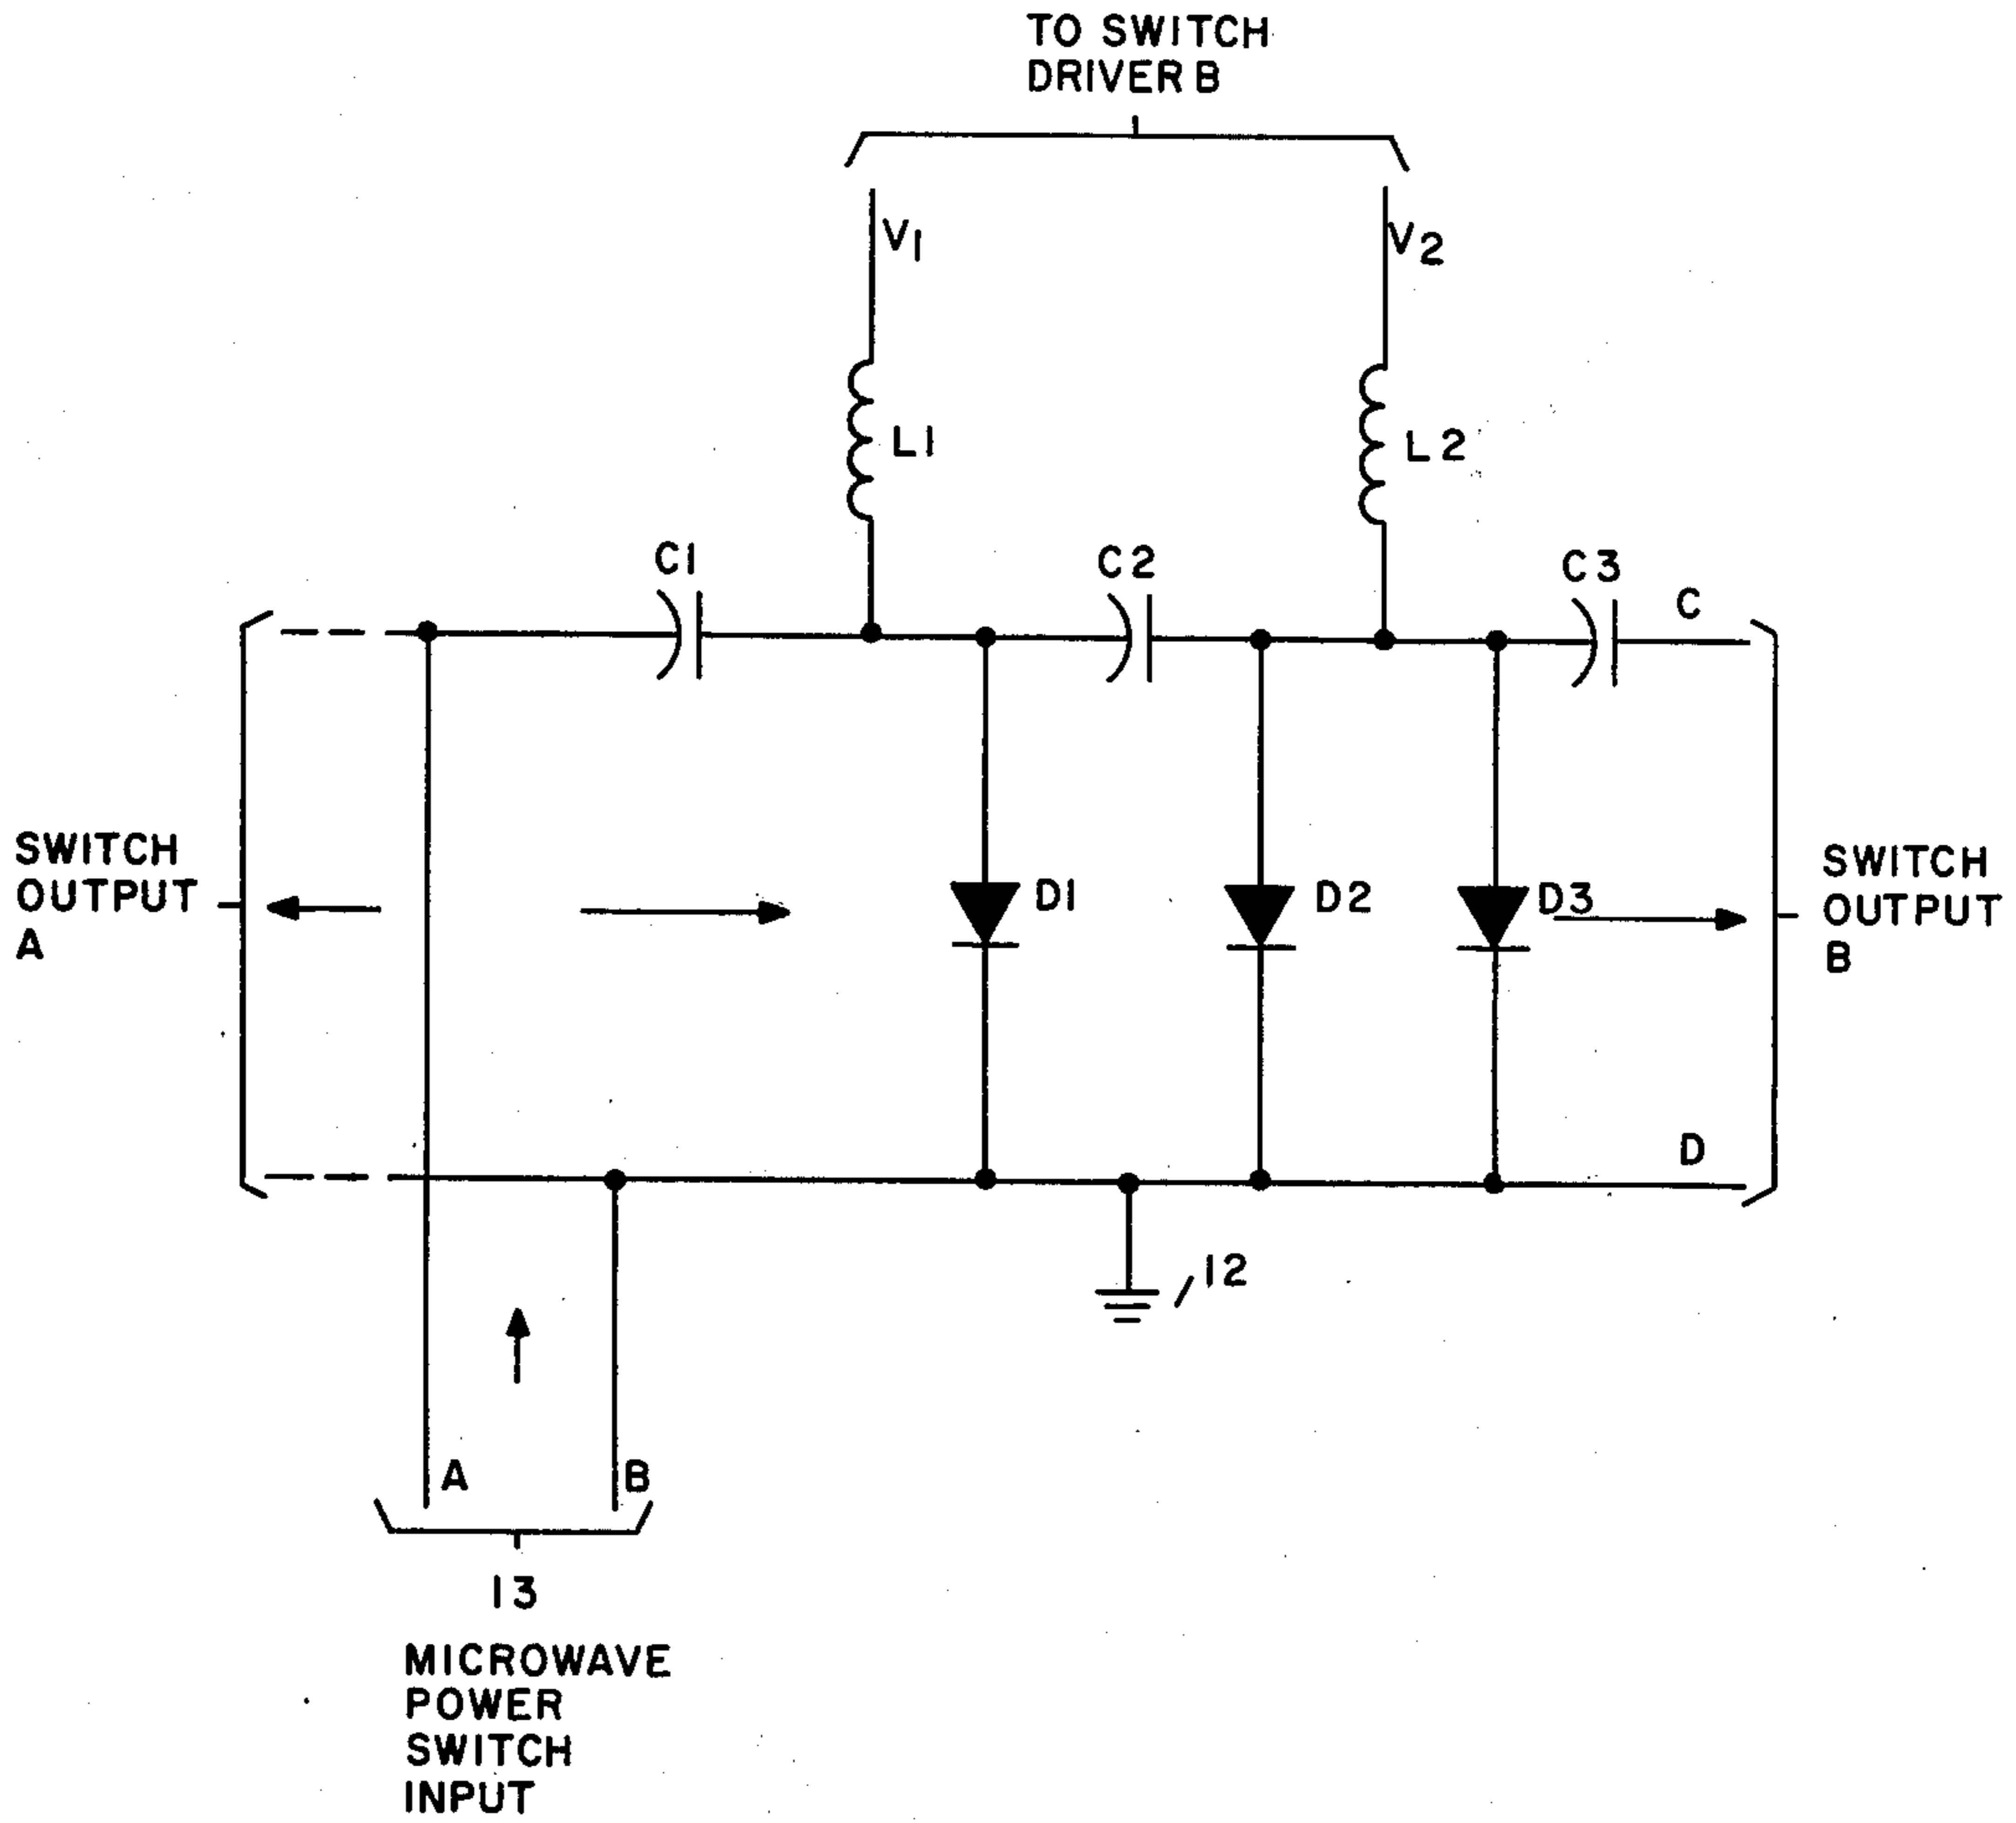 TO SWITCH
DRIVER B
V1
V2
L1
L2
C1
C2
C3
C
SWITCH
OUTPUT
A
D1
D2
D3
SWITCH
OUTPUT
B
D
12
A
B
13
MICROWAVE
POWER
SWITCH
INPUT